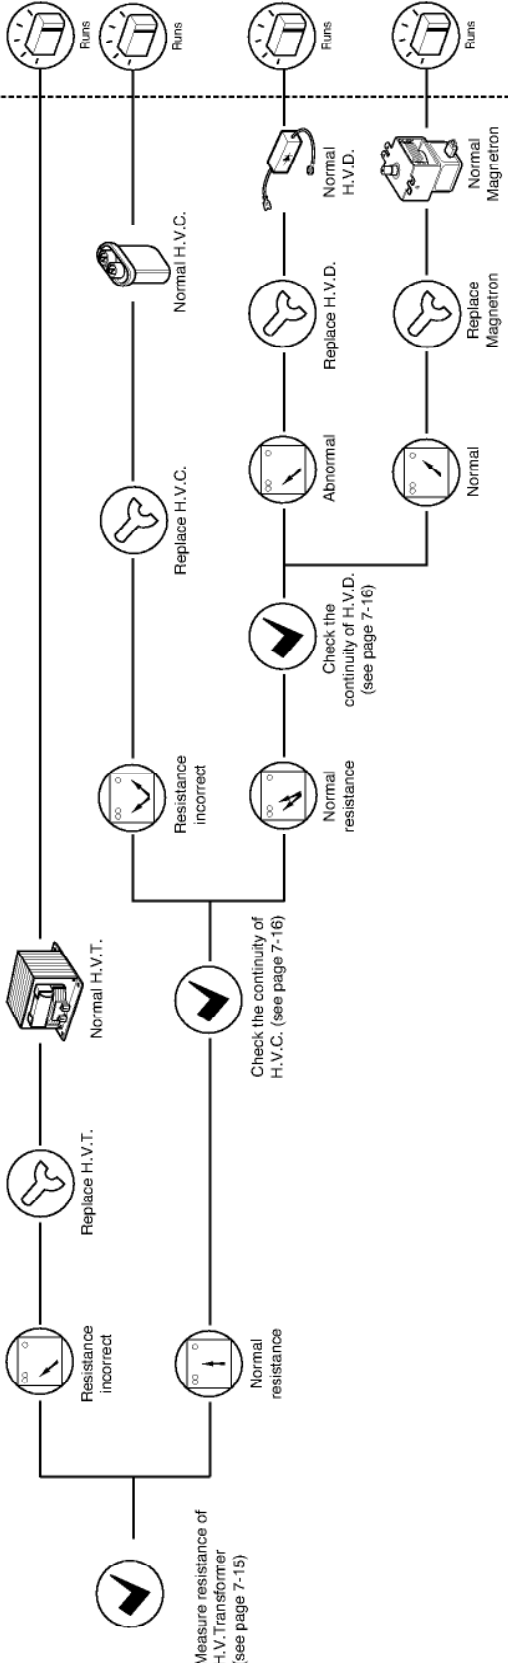 Measure resistance of
H.V.Transformer
(see page 7-15)
Resistance
incorrect
Replace H.V.T.
Normal H.V.T.
Runs
Normal
resistance
Check the continuity of
H.V.C. (see page 7-16)
Resistance
incorrect
Replace H.V.C.
Normal H.V.C.
Runs
Normal
resistance
Check the
continuity of H.V.D.
(see page 7-16)
Abnormal
Replace H.V.D.
Normal
H.V.D.
Runs
Normal
Replace
Magnetron
Normal
Magnetron
Runs